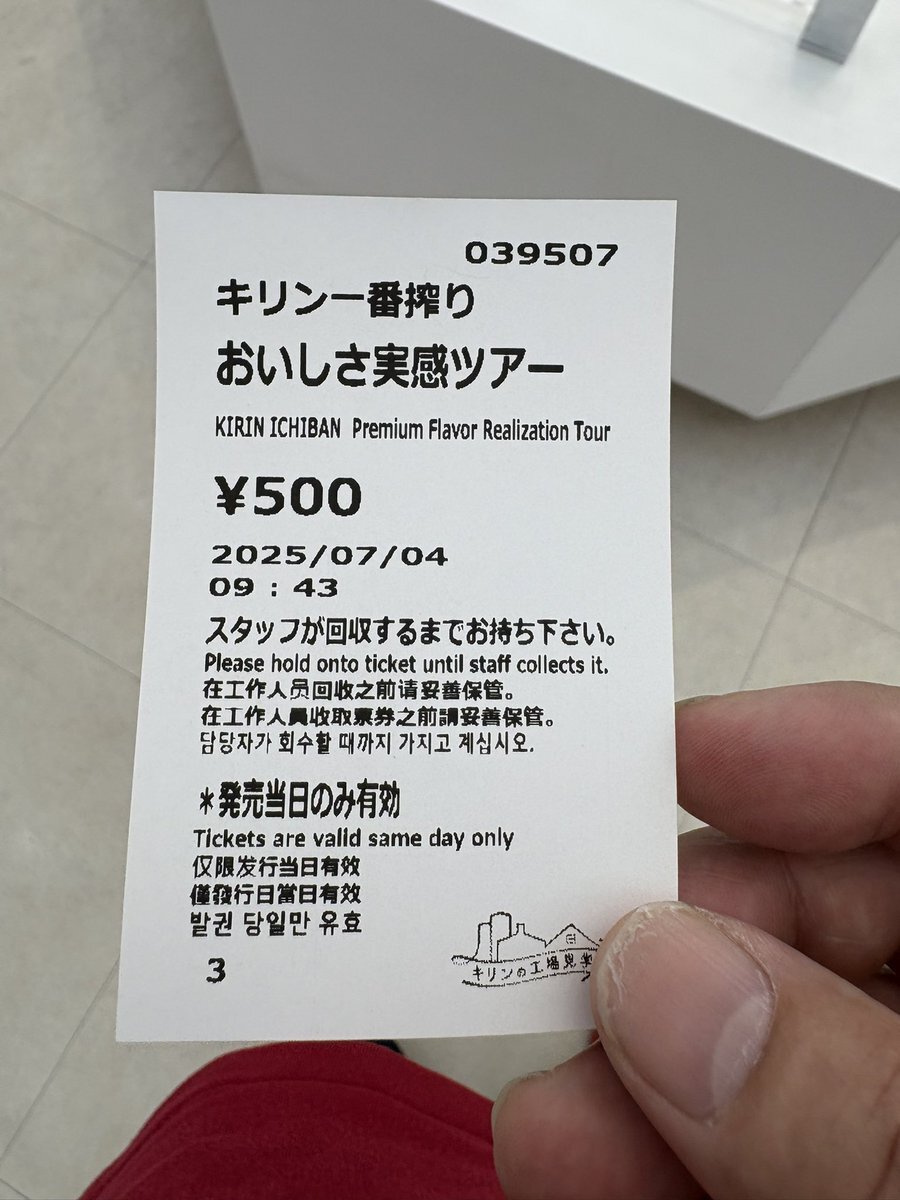 039507
キリン一番搾り
おいしさ実感ツアー
KIRIN ICHIBAN Premium Flavor Realization Tour
¥500
2025/07/04
09 : 43
スタッフが回収するまでお持ち下さい。
Please hold onto ticket until staff collects it.
在工作人员回收之前请妥善保管。
在工作人員收取票券之前請妥善保管。
담당자가 회수할 때까지 가지고 계십시오.
*発売当日のみ有効
Tickets are valid same day only
仅限发行当日有效
僅發行日當日有效
발권 당일만 유효
3
キリンの工場見学